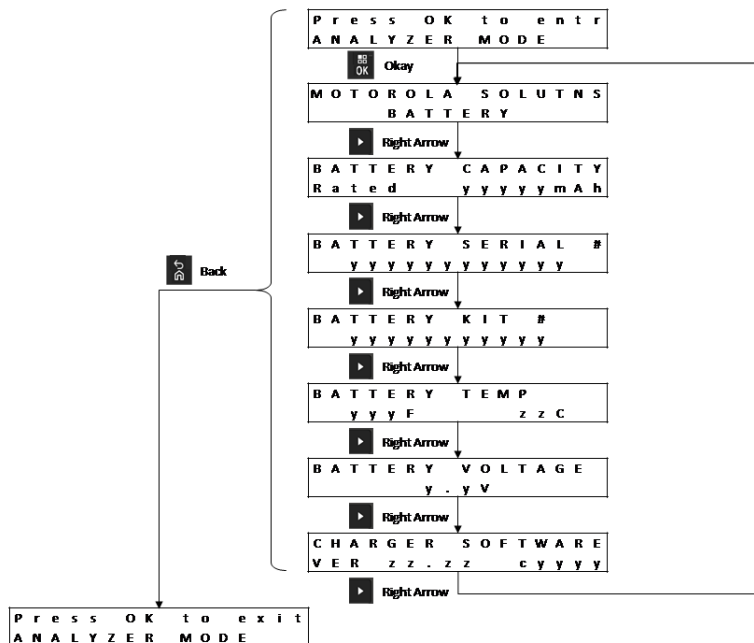 Press OK to entr
ANALYZER MODE
OK
Okay
MOTOROLA SOLUTNS
BATTERY
Right Arrow
BATTERY CAPACITY
Rated yyyyymAh
Right Arrow
BATTERY SERIAL #
yyyyyyyyyyyy
Right Arrow
BATTERY KIT #
yyyyyyyyyyy
Right Arrow
BATTERY TEMP
yyyF zzC
Right Arrow
BATTERY VOLTAGE
y.yV
Right Arrow
CHARGER SOFTWARE
VER zz.zz cyyyy
Right Arrow
Back
Press OK to exit
ANALYZER MODE